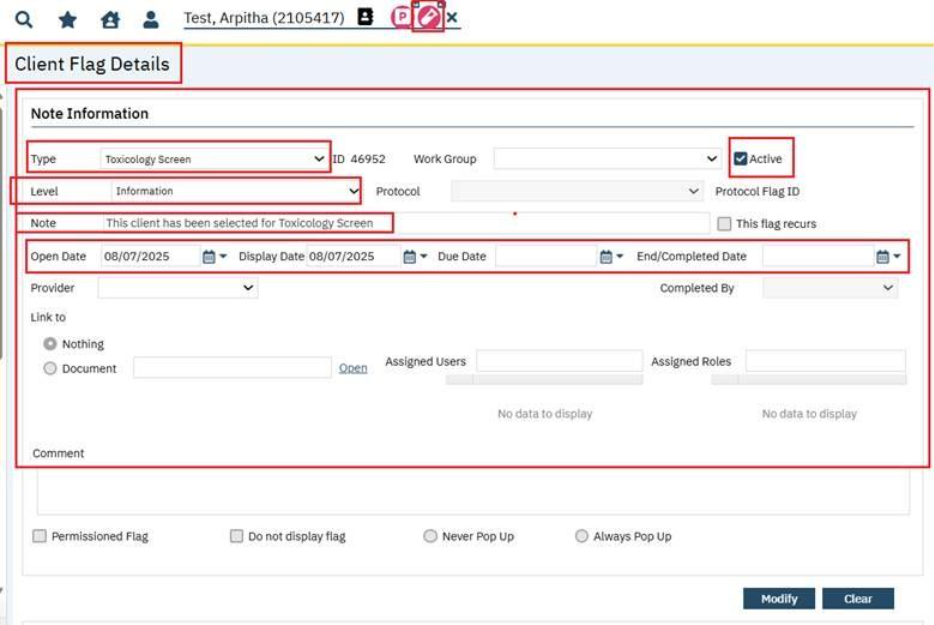 Test, Arpitha (2105417) P
Client Flag Details
Note Information
Type Toxicology Screen ID 46952 Work Group Active
Level Information Protocol Protocol Flag ID
Note This client has been selected for Toxicology Screen This flag recurs
Open Date 08/07/2025 Display Date 08/07/2025 Due Date End/Completed Date
Provider Completed By
Link to
Nothing
Document Open Assigned Users Assigned Roles
No data to display No data to display
Comment
Permissioned Flag Do not display flag Never Pop Up Always Pop Up
Modify Clear